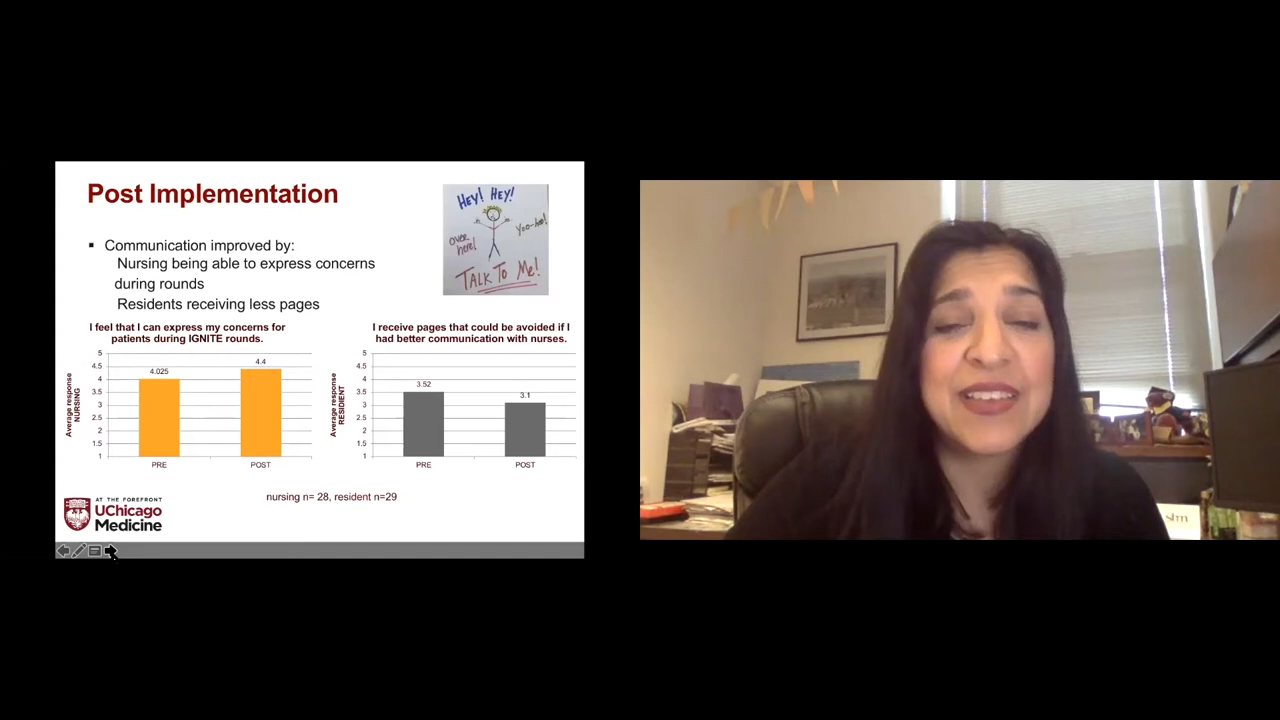 Post Implementation
HEY! HEY!
Yoo-hoo!
over
here!
TALK TO Me!
▪ Communication improved by:
Nursing being able to express concerns
during rounds
Residents receiving less pages
I feel that I can express my concerns for
patients during IGNITE rounds.
Average response
NURSING
5
4.5
4
3.5
3
2.5
2
1.5
1
4.025
4.4
PRE
POST
I receive pages that could be avoided if I
had better communication with nurses.
Average response
RESIDENT
5
4.5
4
3.5
3
2.5
2
1.5
1
3.52
3.1
PRE
POST
nursing n= 28, resident n=29
AT THE FOREFRONT
UChicago
Medicine